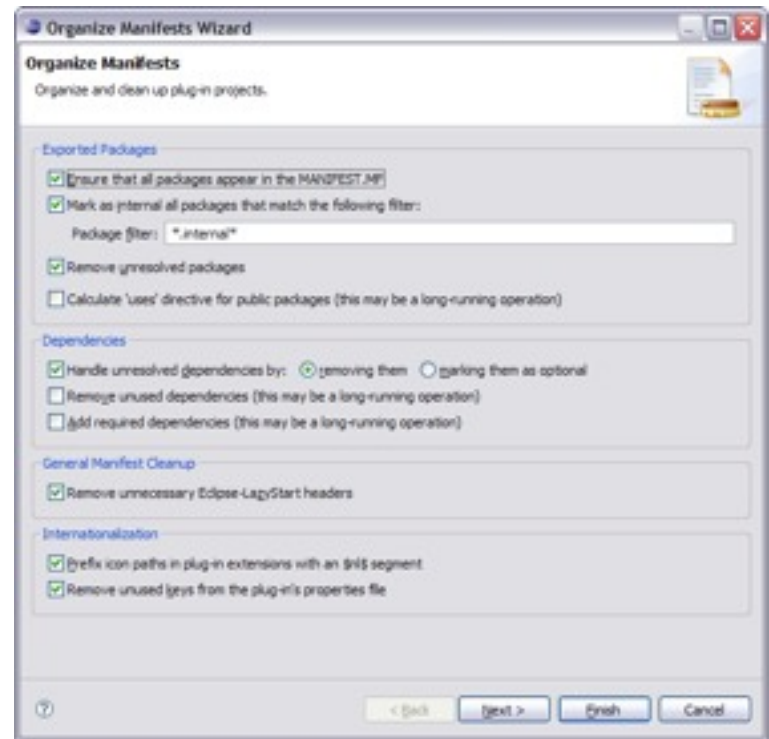 Organize Manifests Wizard
Organize Manifests
Organize and clean up plug-in projects.
Exported Packages
Ensure that all packages appear in the MANIFEST.MF
Mark as internal all packages that match the following filter:
Package filter: *.internal*
Remove unresolved packages
Calculate 'uses' directive for public packages (this may be a long-running operation)
Dependencies
Handle unresolved dependencies by: removing them marking them as optional
Remove unused dependencies (this may be a long-running operation)
Add required dependencies (this may be a long-running operation)
General Manifest Cleanup
Remove unnecessary Eclipse-LazyStart headers
Internationalization
Prefix icon paths in plug-in extensions with an $nl$ segment
Remove unused keys from the plug-in's properties file
? < Back Next > Finish Cancel